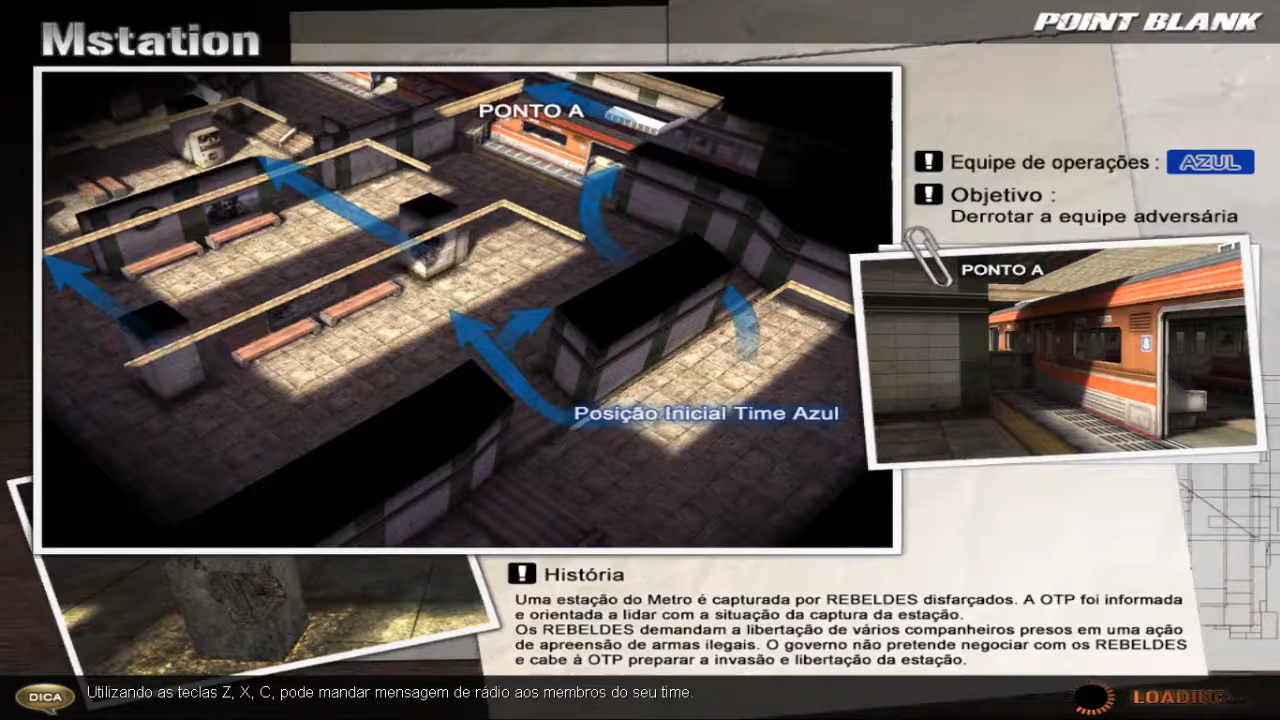 Mstation
POINT BLANK
PONTO A
Equipe de operações : AZUL
Objetivo :
Derrotar a equipe adversária
PONTO A
8
Posição Inicial Time Azul
História
Uma estação do Metro é capturada por REBELDES disfarçados. A OTP foi informada
e orientada a lidar com a situação da captura da estação.
Os REBELDES demandam a libertação de vários companheiros presos em uma ação
de apreensão de armas ilegais. O governo não pretende negociar com os REBELDES
e cabe à OTP preparar a invasão e libertação da estação.
DICA
Utilizando as teclas Z, X, C, pode mandar mensagem de rádio aos membros do seu time.
LOADING...